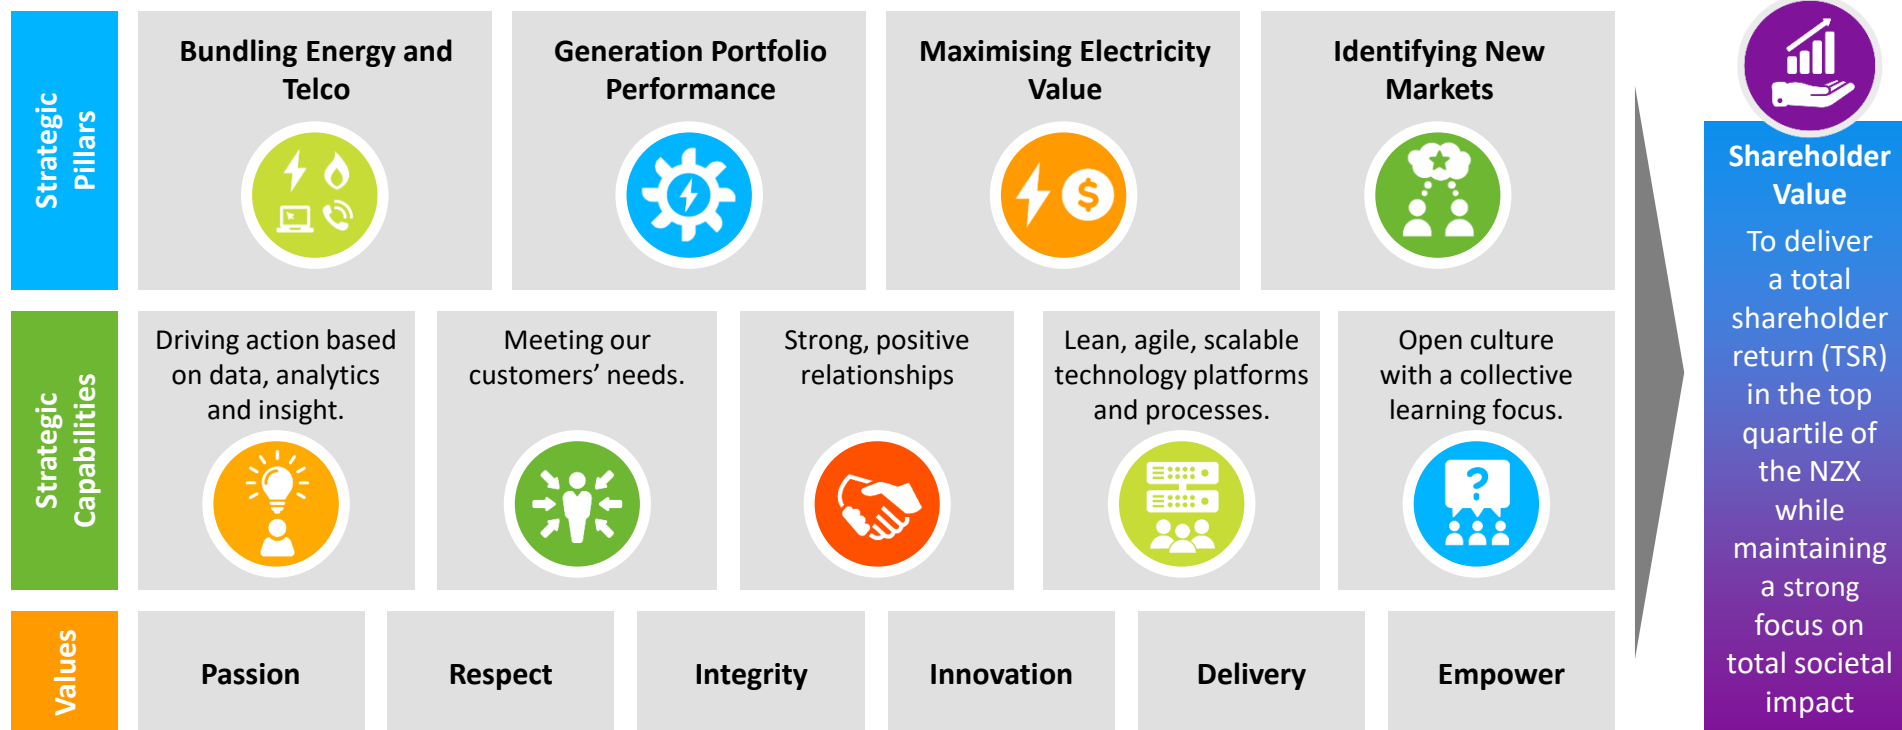 Strategic
Pillars
Bundling Energy and
Telco
Generation Portfolio
Performance
Maximising Electricity
Value
Identifying New
Markets
$
Strategic
Capabilities
Driving action based
on data, analytics
and insight.
Meeting our
customers’ needs.
Strong, positive
relationships
Lean, agile, scalable
technology platforms
and processes.
Open culture
with a collective
learning focus.
?
Values
Passion
Respect
Integrity
Innovation
Delivery
Empower
Shareholder
Value
To deliver
a total
shareholder
return (TSR)
in the top
quartile of
the NZX
while
maintaining
a strong
focus on
total societal
impact